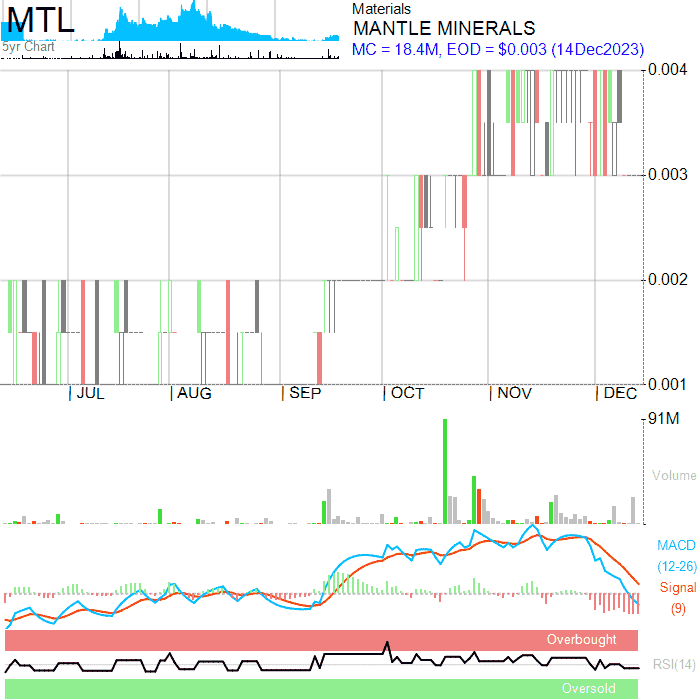 MTL
5yr Chart
Materials
MANTLE MINERALS
MC = 18.4M, EOD = $0.003 (14Dec2023)
0.004
0.003
0.002
0.001
JUL AUG SEP OCT NOV DEC
91M
Volume
MACD
(12-26)
Signal
(9)
Overbought
RSI(14)
Oversold